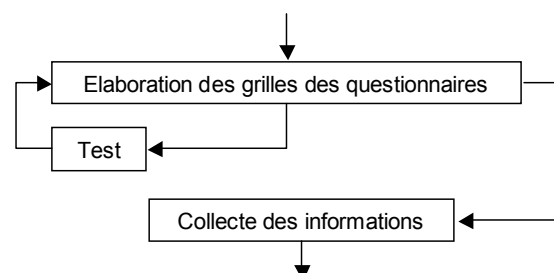 Elaboration des grilles des questionnaires
Test
Collecte des informations